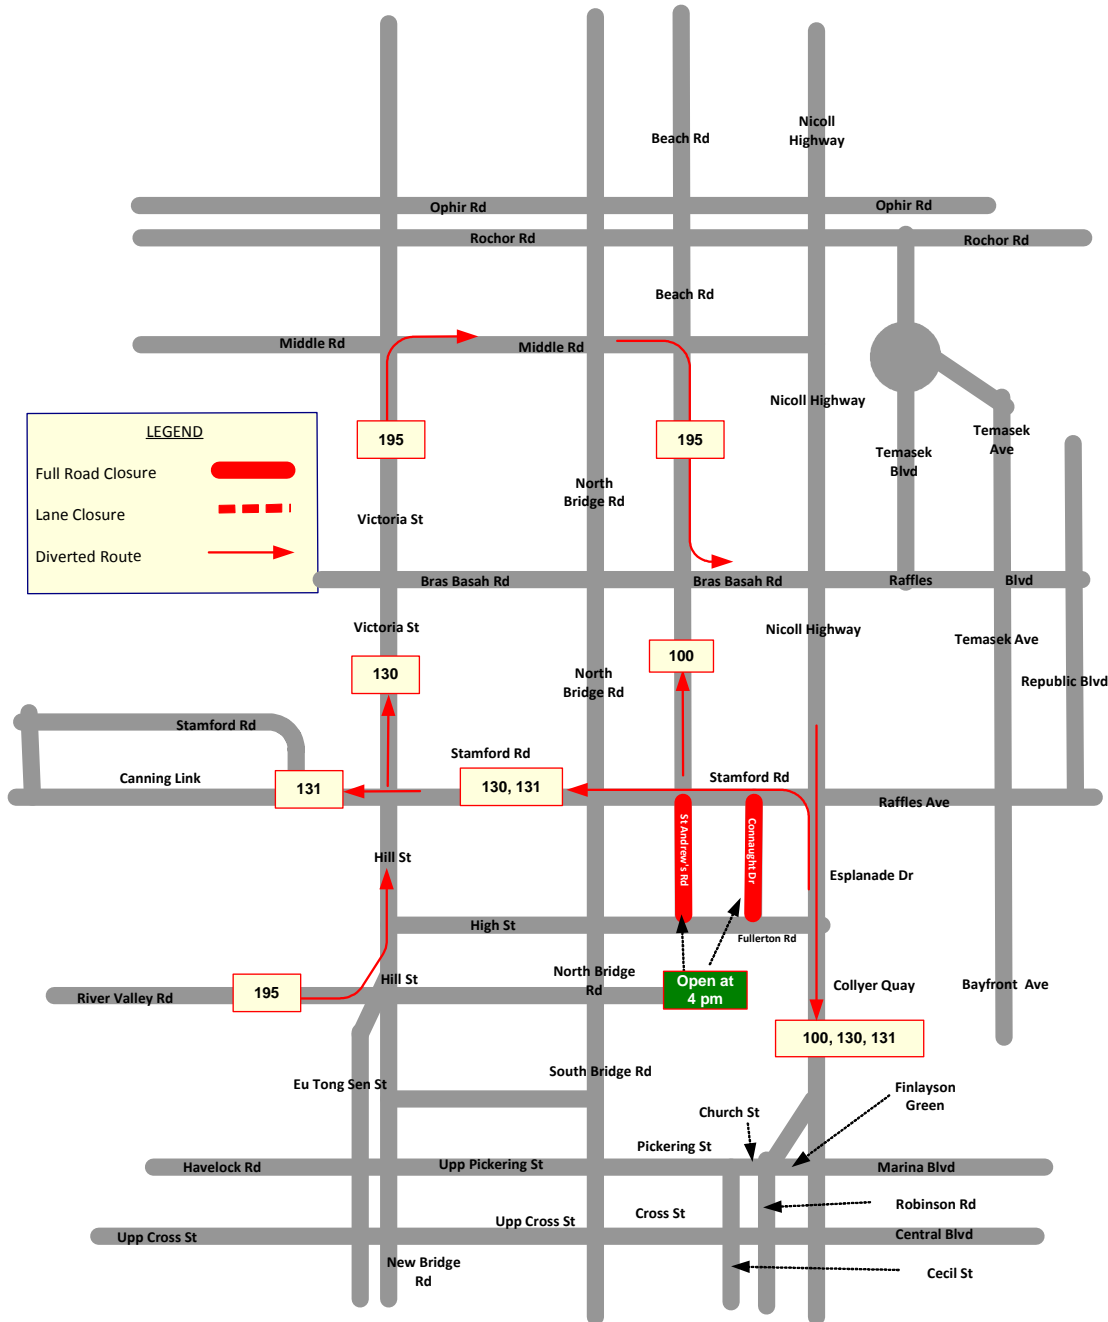 Nicoll
Highway
Beach Rd
Ophir Rd
Ophir Rd
Rochor Rd
Rochor Rd
Beach Rd
Middle Rd
Middle Rd
Nicoll Highway
LEGEND
Full Road Closure
Lane Closure
Diverted Route
195
195
Temasek
Ave
Temasek
Blvd
North
Bridge Rd
Victoria St
Bras Basah Rd
Bras Basah Rd
Raffles
Blvd
Victoria St
Nicoll Highway
Temasek Ave
100
130
North
Bridge Rd
Republic Blvd
Stamford Rd
Stamford Rd
Canning Link
131
130, 131
Stamford Rd
Raffles Ave
St Andrew's Rd
Connaught Dr
Hill St
Esplanade Dr
High St
Fullerton Rd
Hill St
North Bridge
Rd
Open at
4 pm
Collyer Quay
Bayfront Ave
River Valley Rd
195
100, 130, 131
South Bridge Rd
Eu Tong Sen St
Finlayson
Green
Church St
Pickering St
Havelock Rd
Upp Pickering St
Marina Blvd
Robinson Rd
Cross St
Upp Cross St
Upp Cross St
Central Blvd
New Bridge
Rd
Cecil St